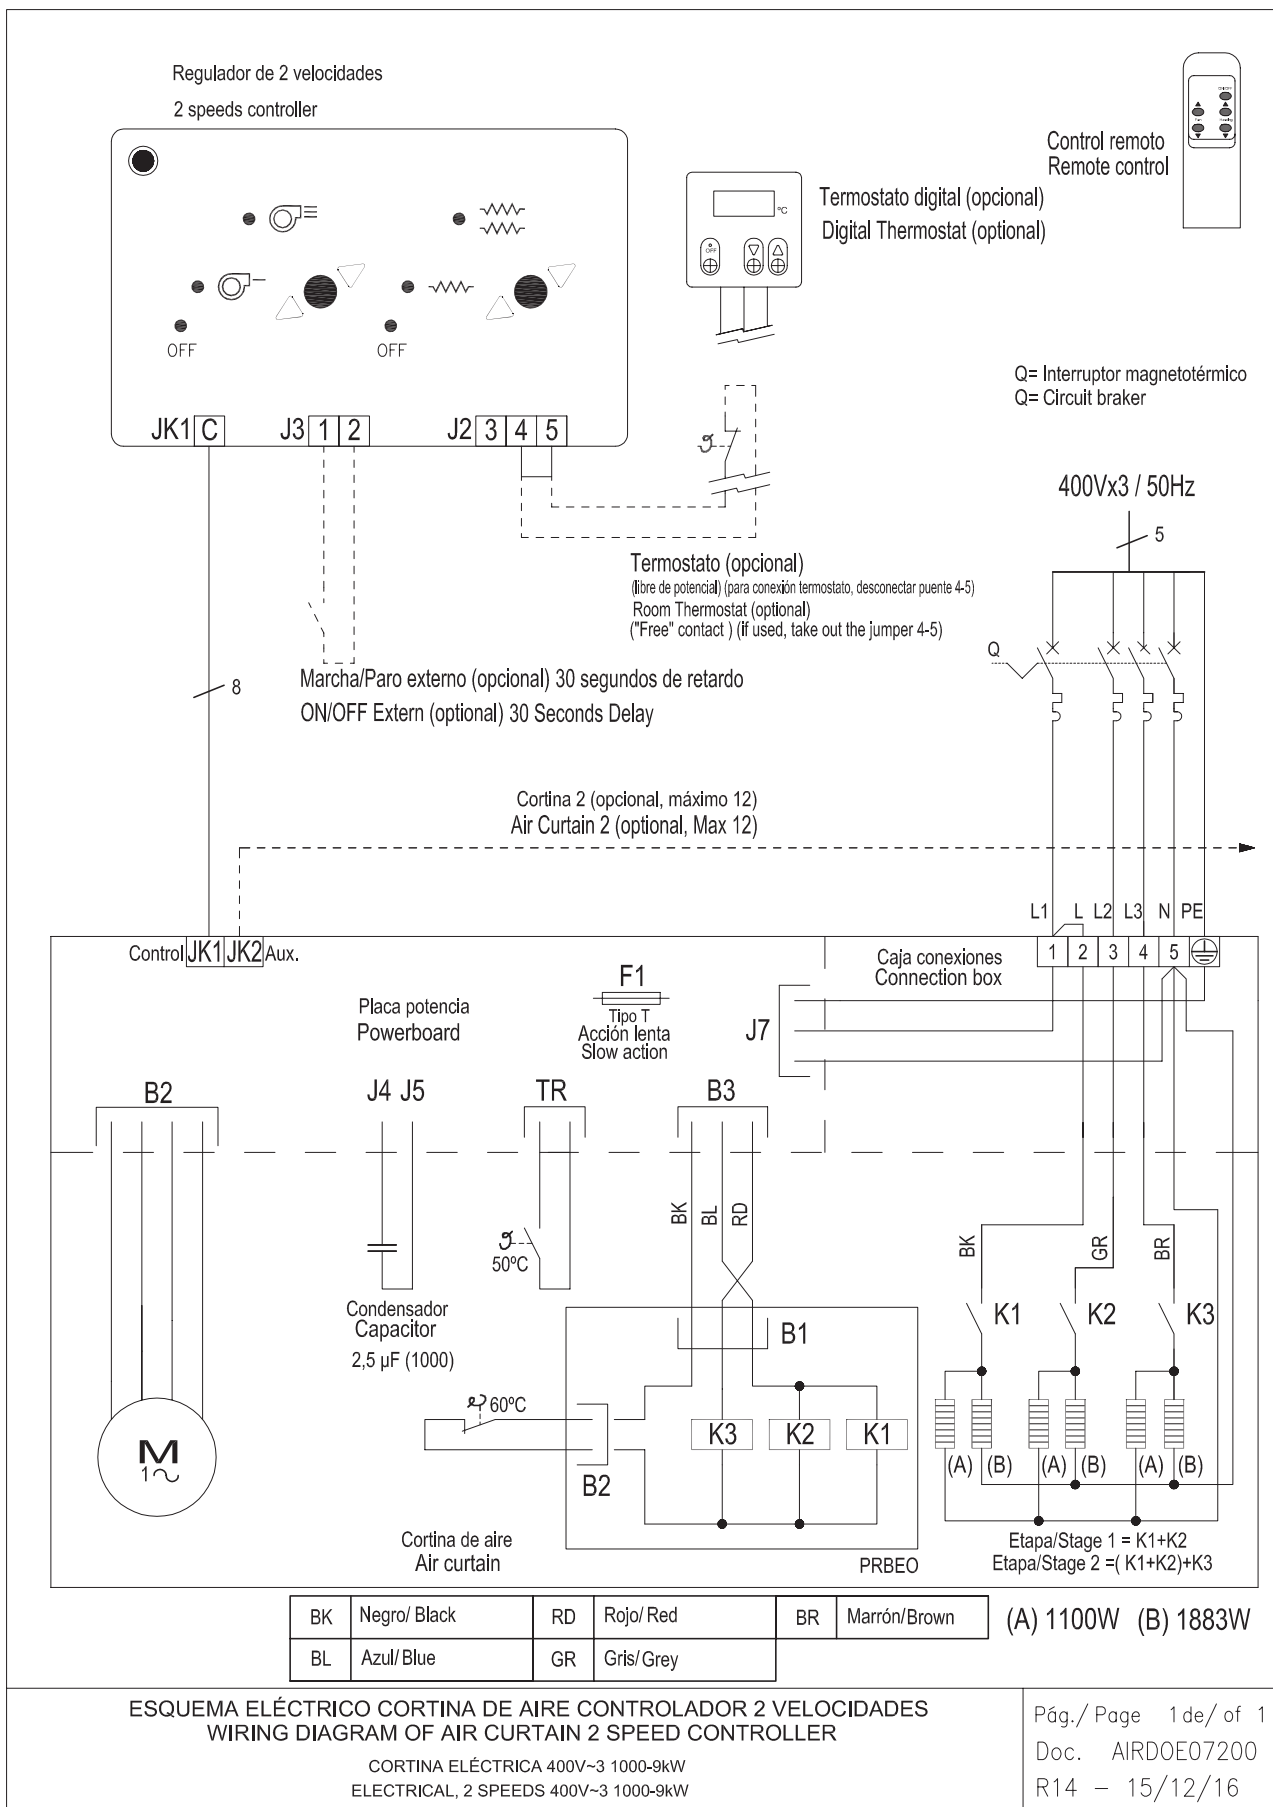 Regulador de 2 velocidades
2 speeds controller
OFF
OFF
JK1 C
J3 1 2
J2 3 4 5
ºC
OFF
Termostato digital (opcional)
Digital Thermostat (optional)
Control remoto
Remote control
ON/OFF
Fan
Heating
Q= Interruptor magnetotérmico
Q= Circuit braker
400Vx3 / 50Hz
5
Q
Termostato (opcional)
(libre de potencial) (para conexión termostato, desconectar puente 4-5)
Room Thermostat (optional)
("Free" contact ) (if used, take out the jumper 4-5)
8
Marcha/Paro externo (opcional) 30 segundos de retardo
ON/OFF Extern (optional) 30 Seconds Delay
Cortina 2 (opcional, máximo 12)
Air Curtain 2 (optional, Max 12)
L1 L L2 L3 N PE
1 2 3 4 5
Control JK1 JK2 Aux.
Caja conexiones
Connection box
F1
Tipo T
Acción lenta
Slow action
Placa potencia
Powerboard
J7
B2
J4 J5
TR
B3
BK
BL
RD
BK
GR
BR
50ºC
Condensador
Capacitor
2,5 µF (1000)
B1
K1
K2
K3
60ºC
K3
K2
K1
B2
M
1~
(A) (B) (A) (B) (A) (B)
Cortina de aire
Air curtain
PRBEO
Etapa/Stage 1 = K1+K2
Etapa/Stage 2 =( K1+K2)+K3
BK Negro/ Black RD Rojo/ Red BR Marrón/Brown
BL Azul/ Blue GR Gris/ Grey
(A) 1100W (B) 1883W
ESQUEMA ELÉCTRICO CORTINA DE AIRE CONTROLADOR 2 VELOCIDADES
WIRING DIAGRAM OF AIR CURTAIN 2 SPEED CONTROLLER
CORTINA ELÉCTRICA 400V~3 1000-9kW
ELECTRICAL, 2 SPEEDS 400V~3 1000-9kW
Pág./ Page 1 de/ of 1
Doc. AIRDOE07200
R14 - 15/12/16